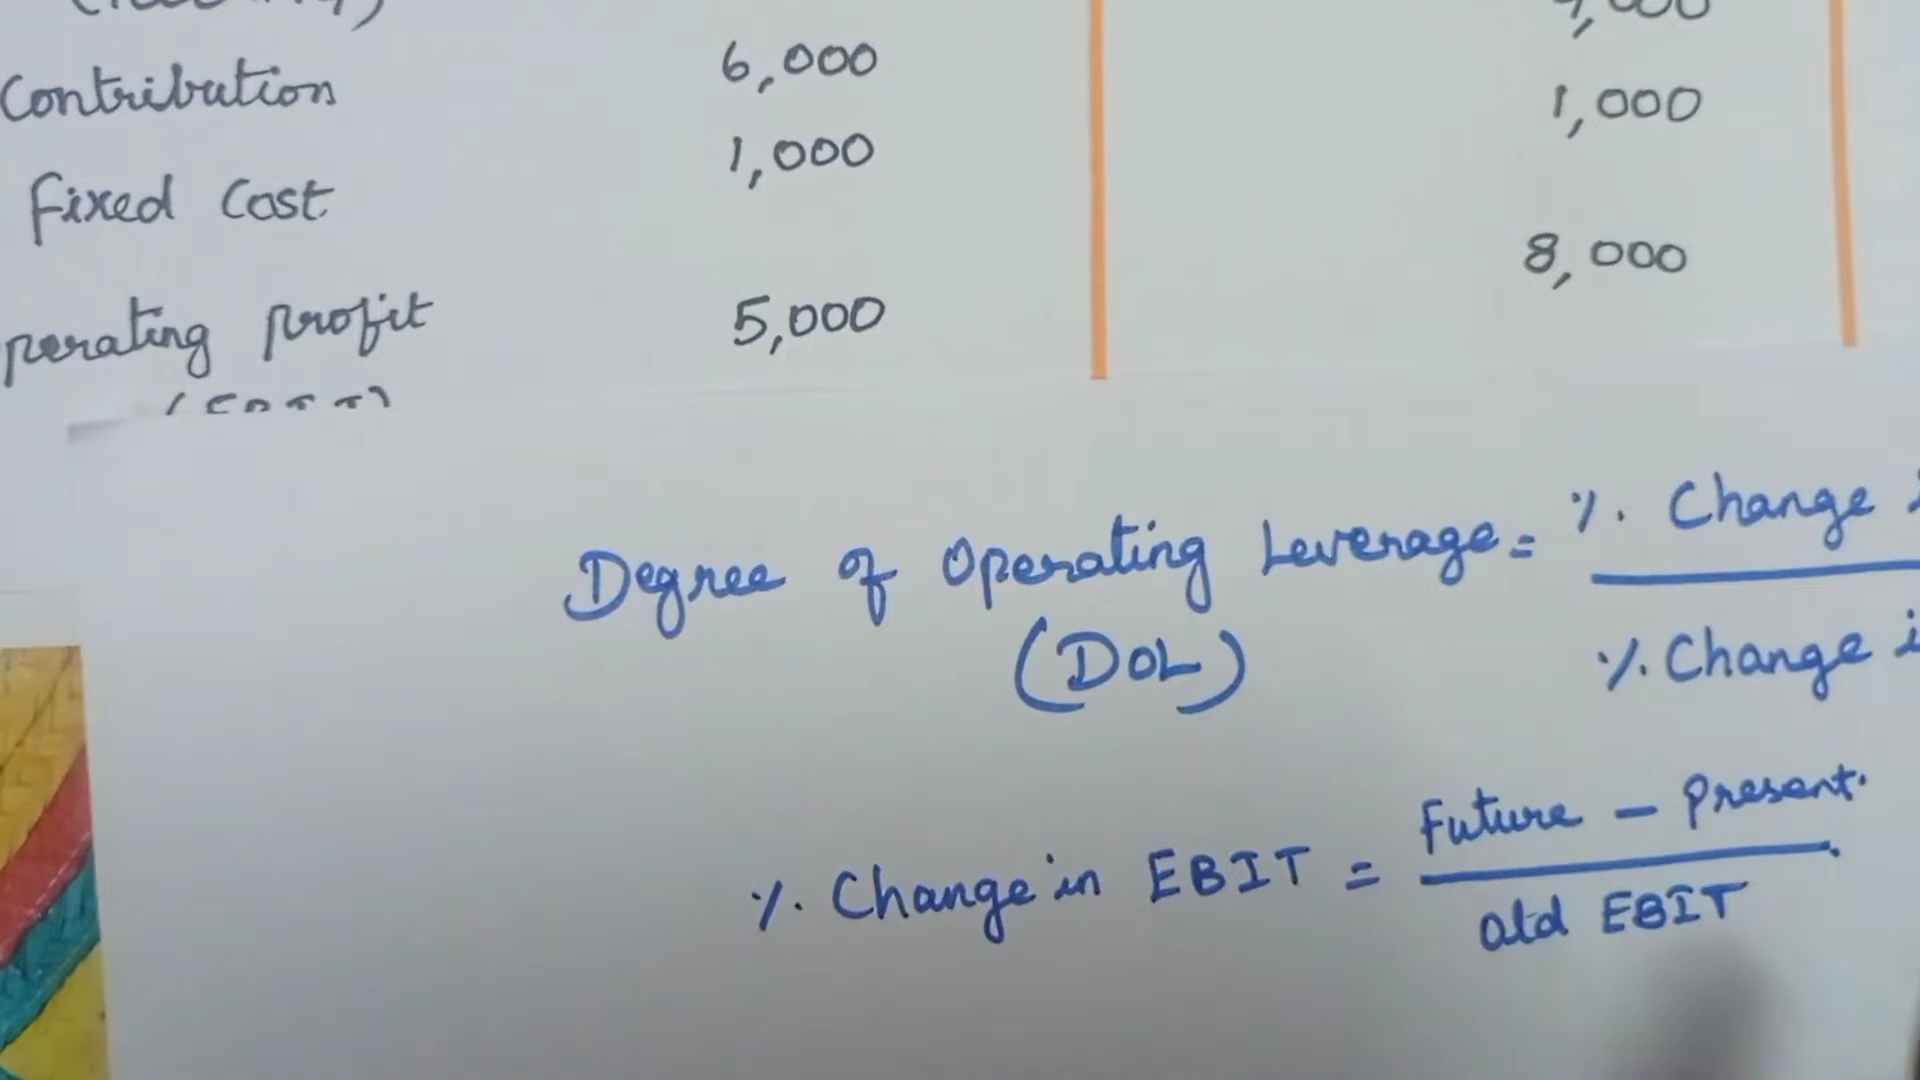 Contribution 6,000
Fixed Cost 1,000 1,000
perating profit 5,000 8,000
Degree of Operating Leverage = % Change
(DOL) % Change i
% Change in EBIT = Future - Present
old EBIT